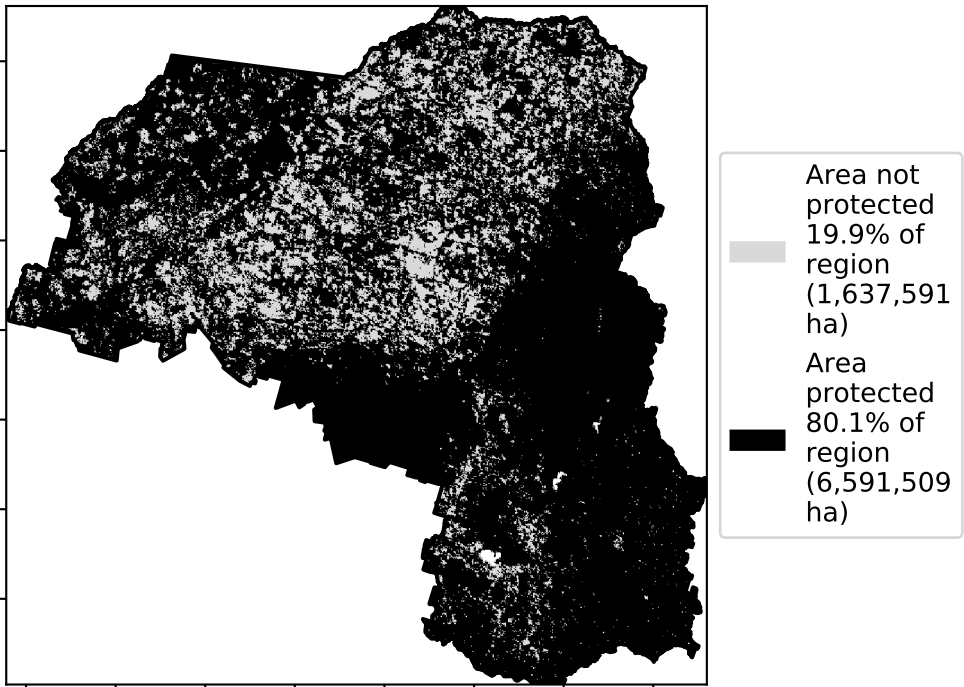 Area not
protected
19.9% of
region
(1,637,591
ha)
Area
protected
80.1% of
region
(6,591,509
ha)